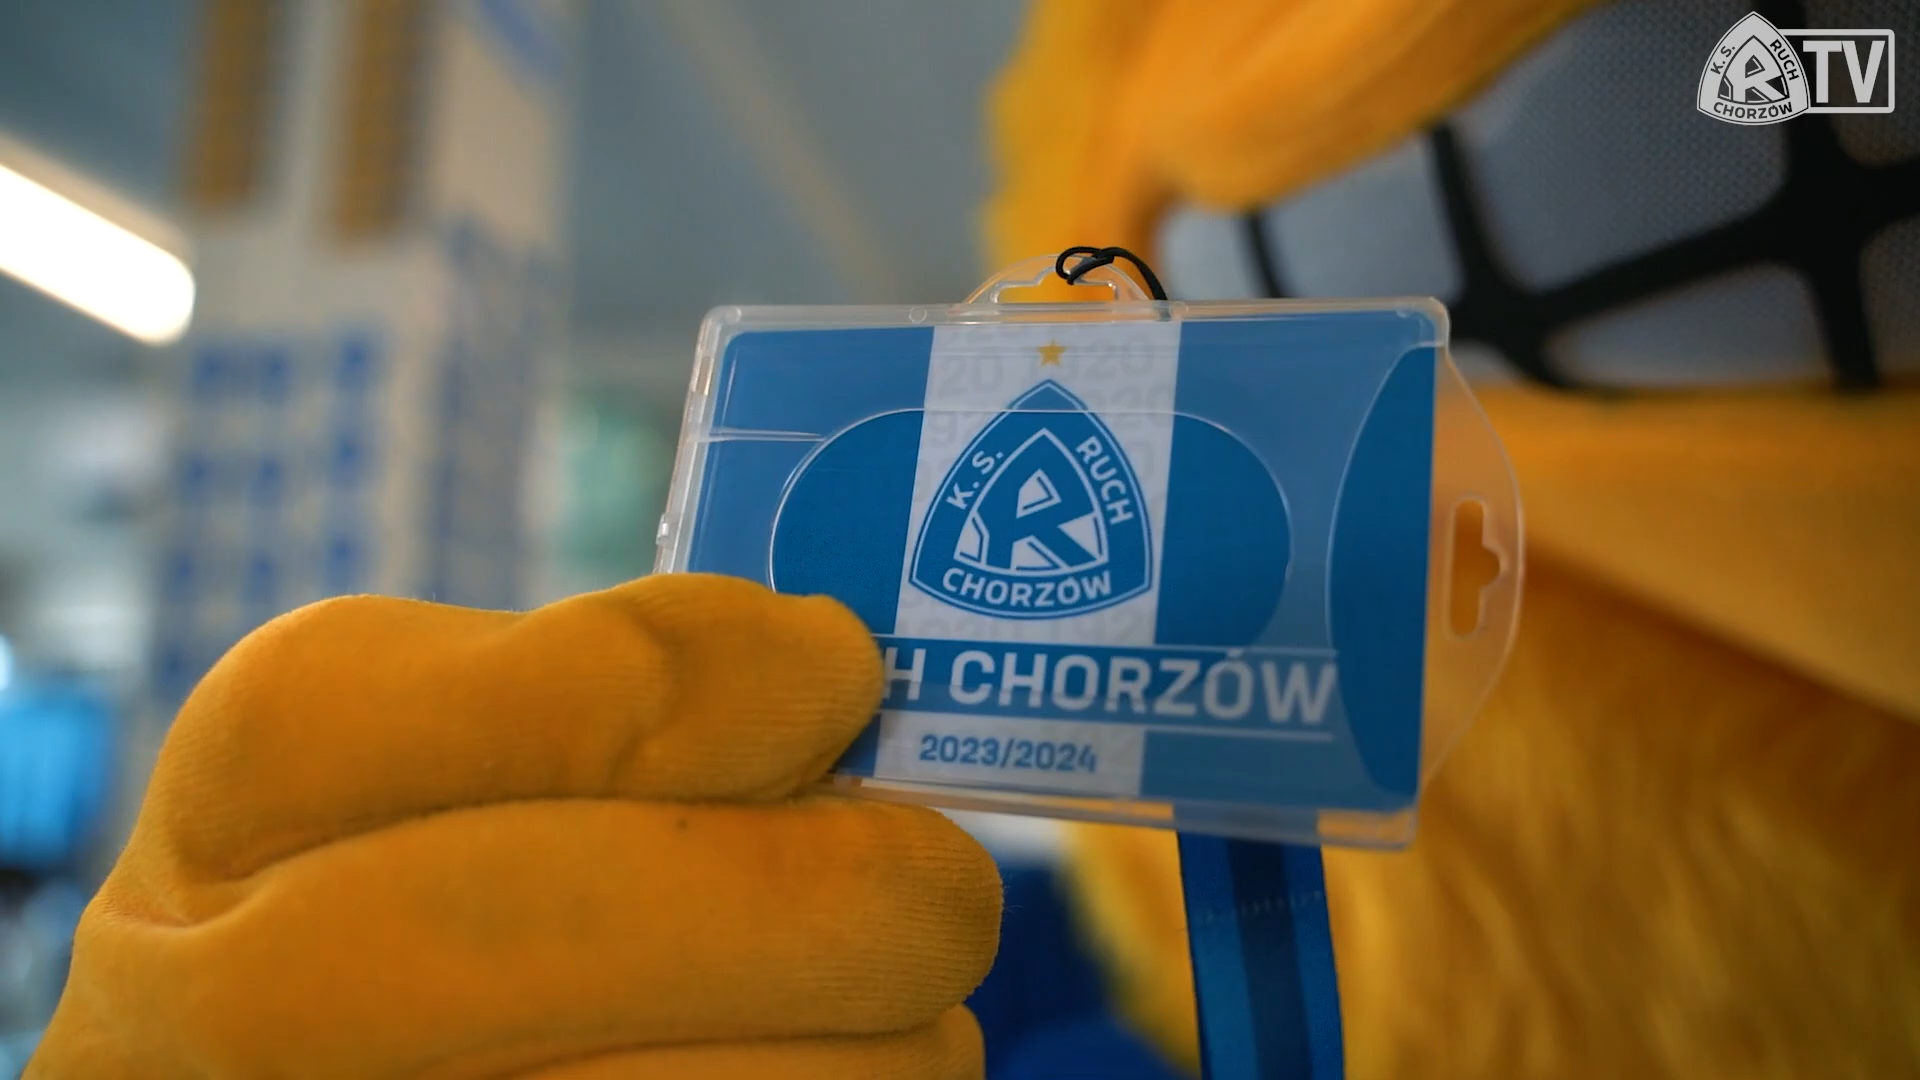 K. S. RUCH
CHORZÓW
TV
K. S. RUCH
CHORZÓW
H CHORZÓW
2023/2024